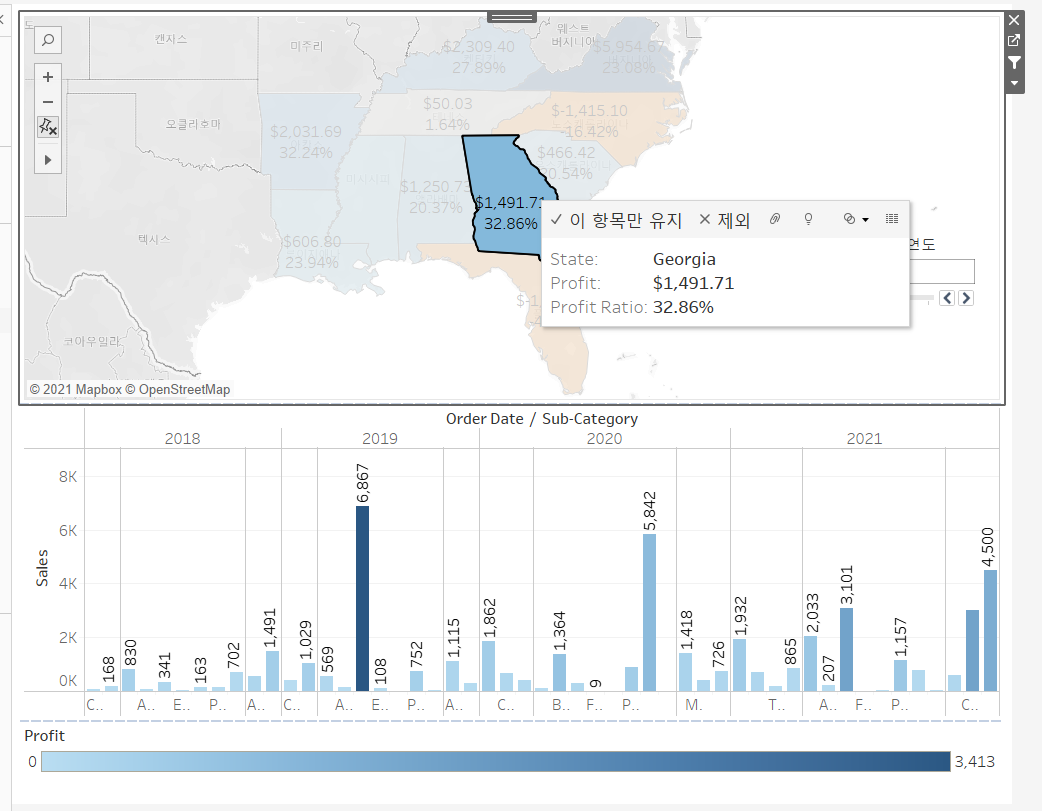 캔자스
미주리
웨스트
버지니아
$2,309.40
27.89%
$5,954.67
23.08%
오클라호마
$2,031.69
32.24%
$50.03
1.64%
$-1,415.10
-16.42%
$466.42
20.54%
미시시피
$1,250.73
20.37%
$1,491.71
32.86%
텍사스
$606.80
23.94%
코아우일라
© 2021 Mapbox © OpenStreetMap
✓ 이 항목만 유지 ✕ 제외
State: Georgia
Profit: $1,491.71
Profit Ratio: 32.86%
연도
Order Date / Sub-Category
2018 2019 2020 2021
Sales
8K
6K
4K
2K
0K
168 830 341 163 702 1,491 1,029 569 6,867 108 752 1,115 1,862 1,364 9 5,842 1,418 726 1,932 865 2,033 207 3,101 1,157 4,500
C.. A.. E.. P.. A.. C.. A.. E.. P.. A.. C.. B.. F.. P.. M. T.. A.. F.. P.. C..
Profit
0 3,413